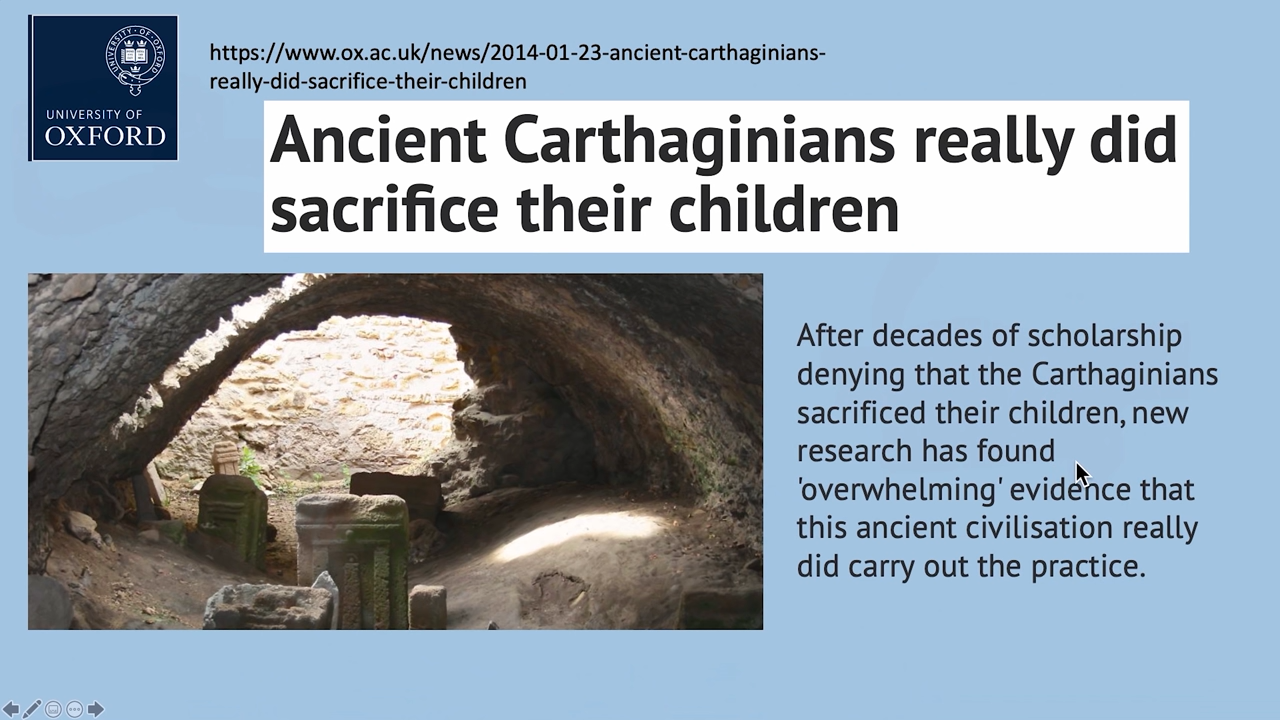 UNIVERSITY OF
OXFORD
https://www.ox.ac.uk/news/2014-01-23-ancient-carthaginians-
really-did-sacrifice-their-children
Ancient Carthaginians really did
sacrifice their children
After decades of scholarship
denying that the Carthaginians
sacrificed their children, new
research has found
'overwhelming' evidence that
this ancient civilisation really
did carry out the practice.